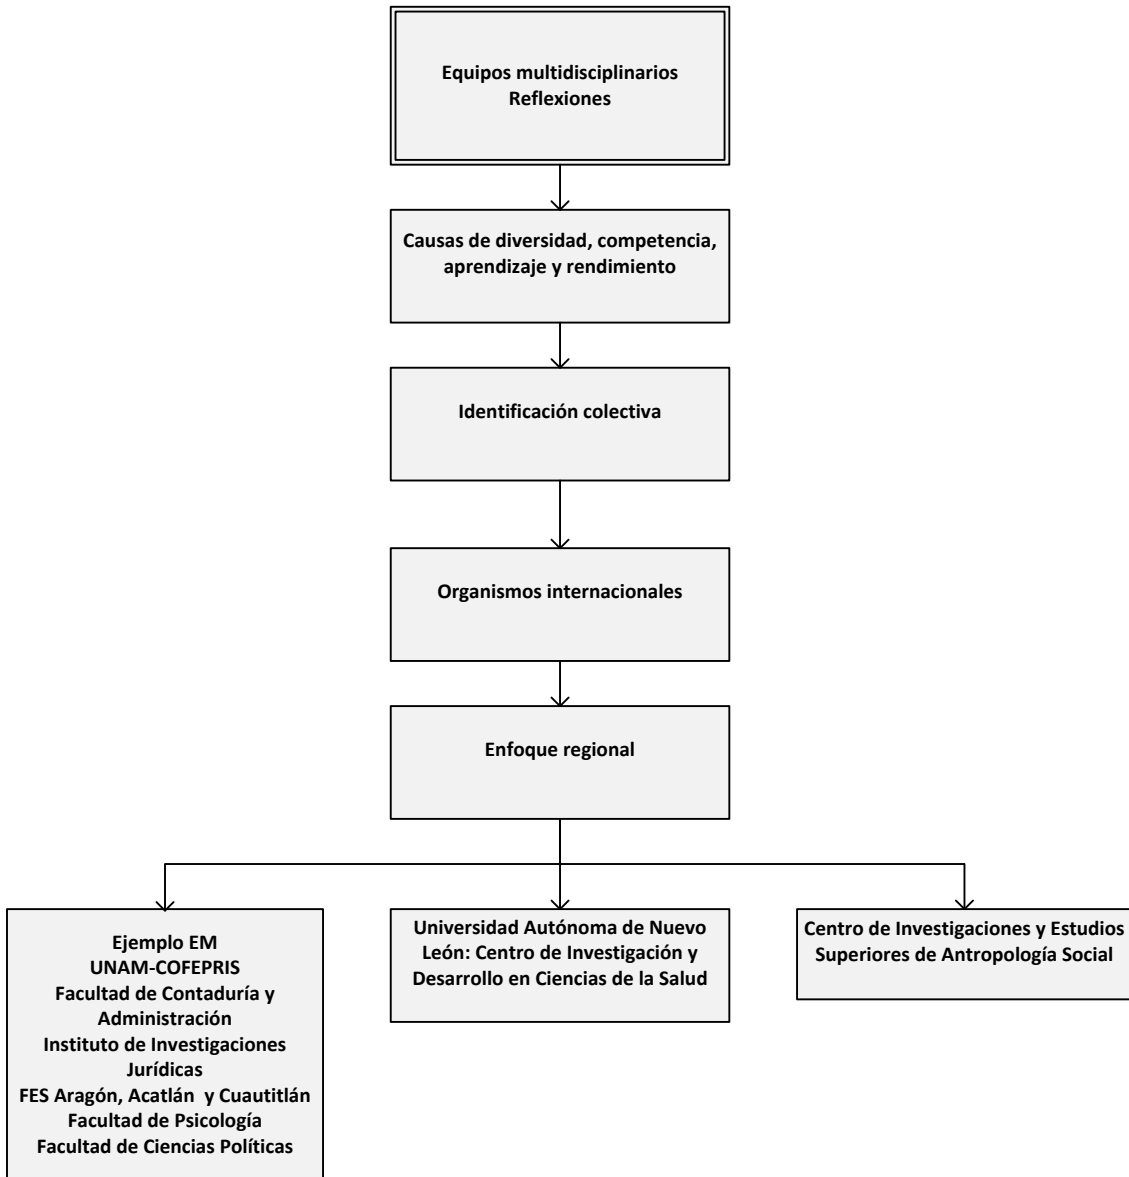 Equipos multidisciplinarios
Reflexiones
Causas de diversidad, competencia,
aprendizaje y rendimiento
Identificación colectiva
Organismos internacionales
Enfoque regional
Ejemplo EM
UNAM-COFEPRIS
Facultad de Contaduría y
Administración
Instituto de Investigaciones
Jurídicas
FES Aragón, Acatlán  y Cuautitlán
Facultad de Psicología
Facultad de Ciencias Políticas
Universidad Autónoma de Nuevo
León: Centro de Investigación y
Desarrollo en Ciencias de la Salud
Centro de Investigaciones y Estudios
Superiores de Antropología Social